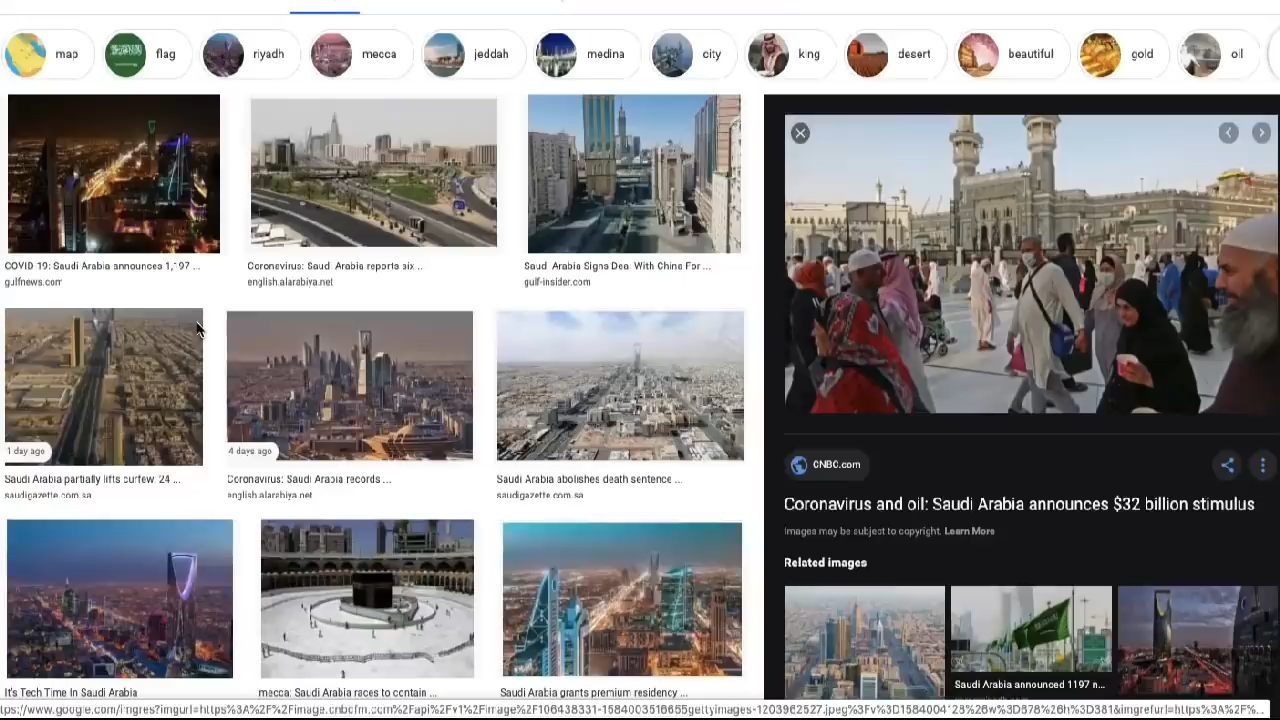 map
flag
riyadh
mecca
jeddah
medina
city
king
desert
beautiful
gold
oil
COVID 19: Saudi Arabia announces 1,197 ...
gulfnews.com
Coronavirus: Saudi Arabia reports six ...
english.alarabiya.net
Saudi Arabia Signs Deal With China For ...
gulf-insider.com
1 day ago
Saudi Arabia partially lifts curfew, 24 ...
saudigazette.com.sa
4 days ago
Coronavirus: Saudi Arabia records ...
english.alarabiya.net
Saudi Arabia abolishes death sentence ...
saudigazette.com.sa
It's Tech Time In Saudi Arabia
mecca: Saudi Arabia races to contain ...
Saudi Arabia grants premium residency ...
CNBC.com
Coronavirus and oil: Saudi Arabia announces $32 billion stimulus
Images may be subject to copyright. Learn More
Related images
Saudi Arabia announced 1197 n...